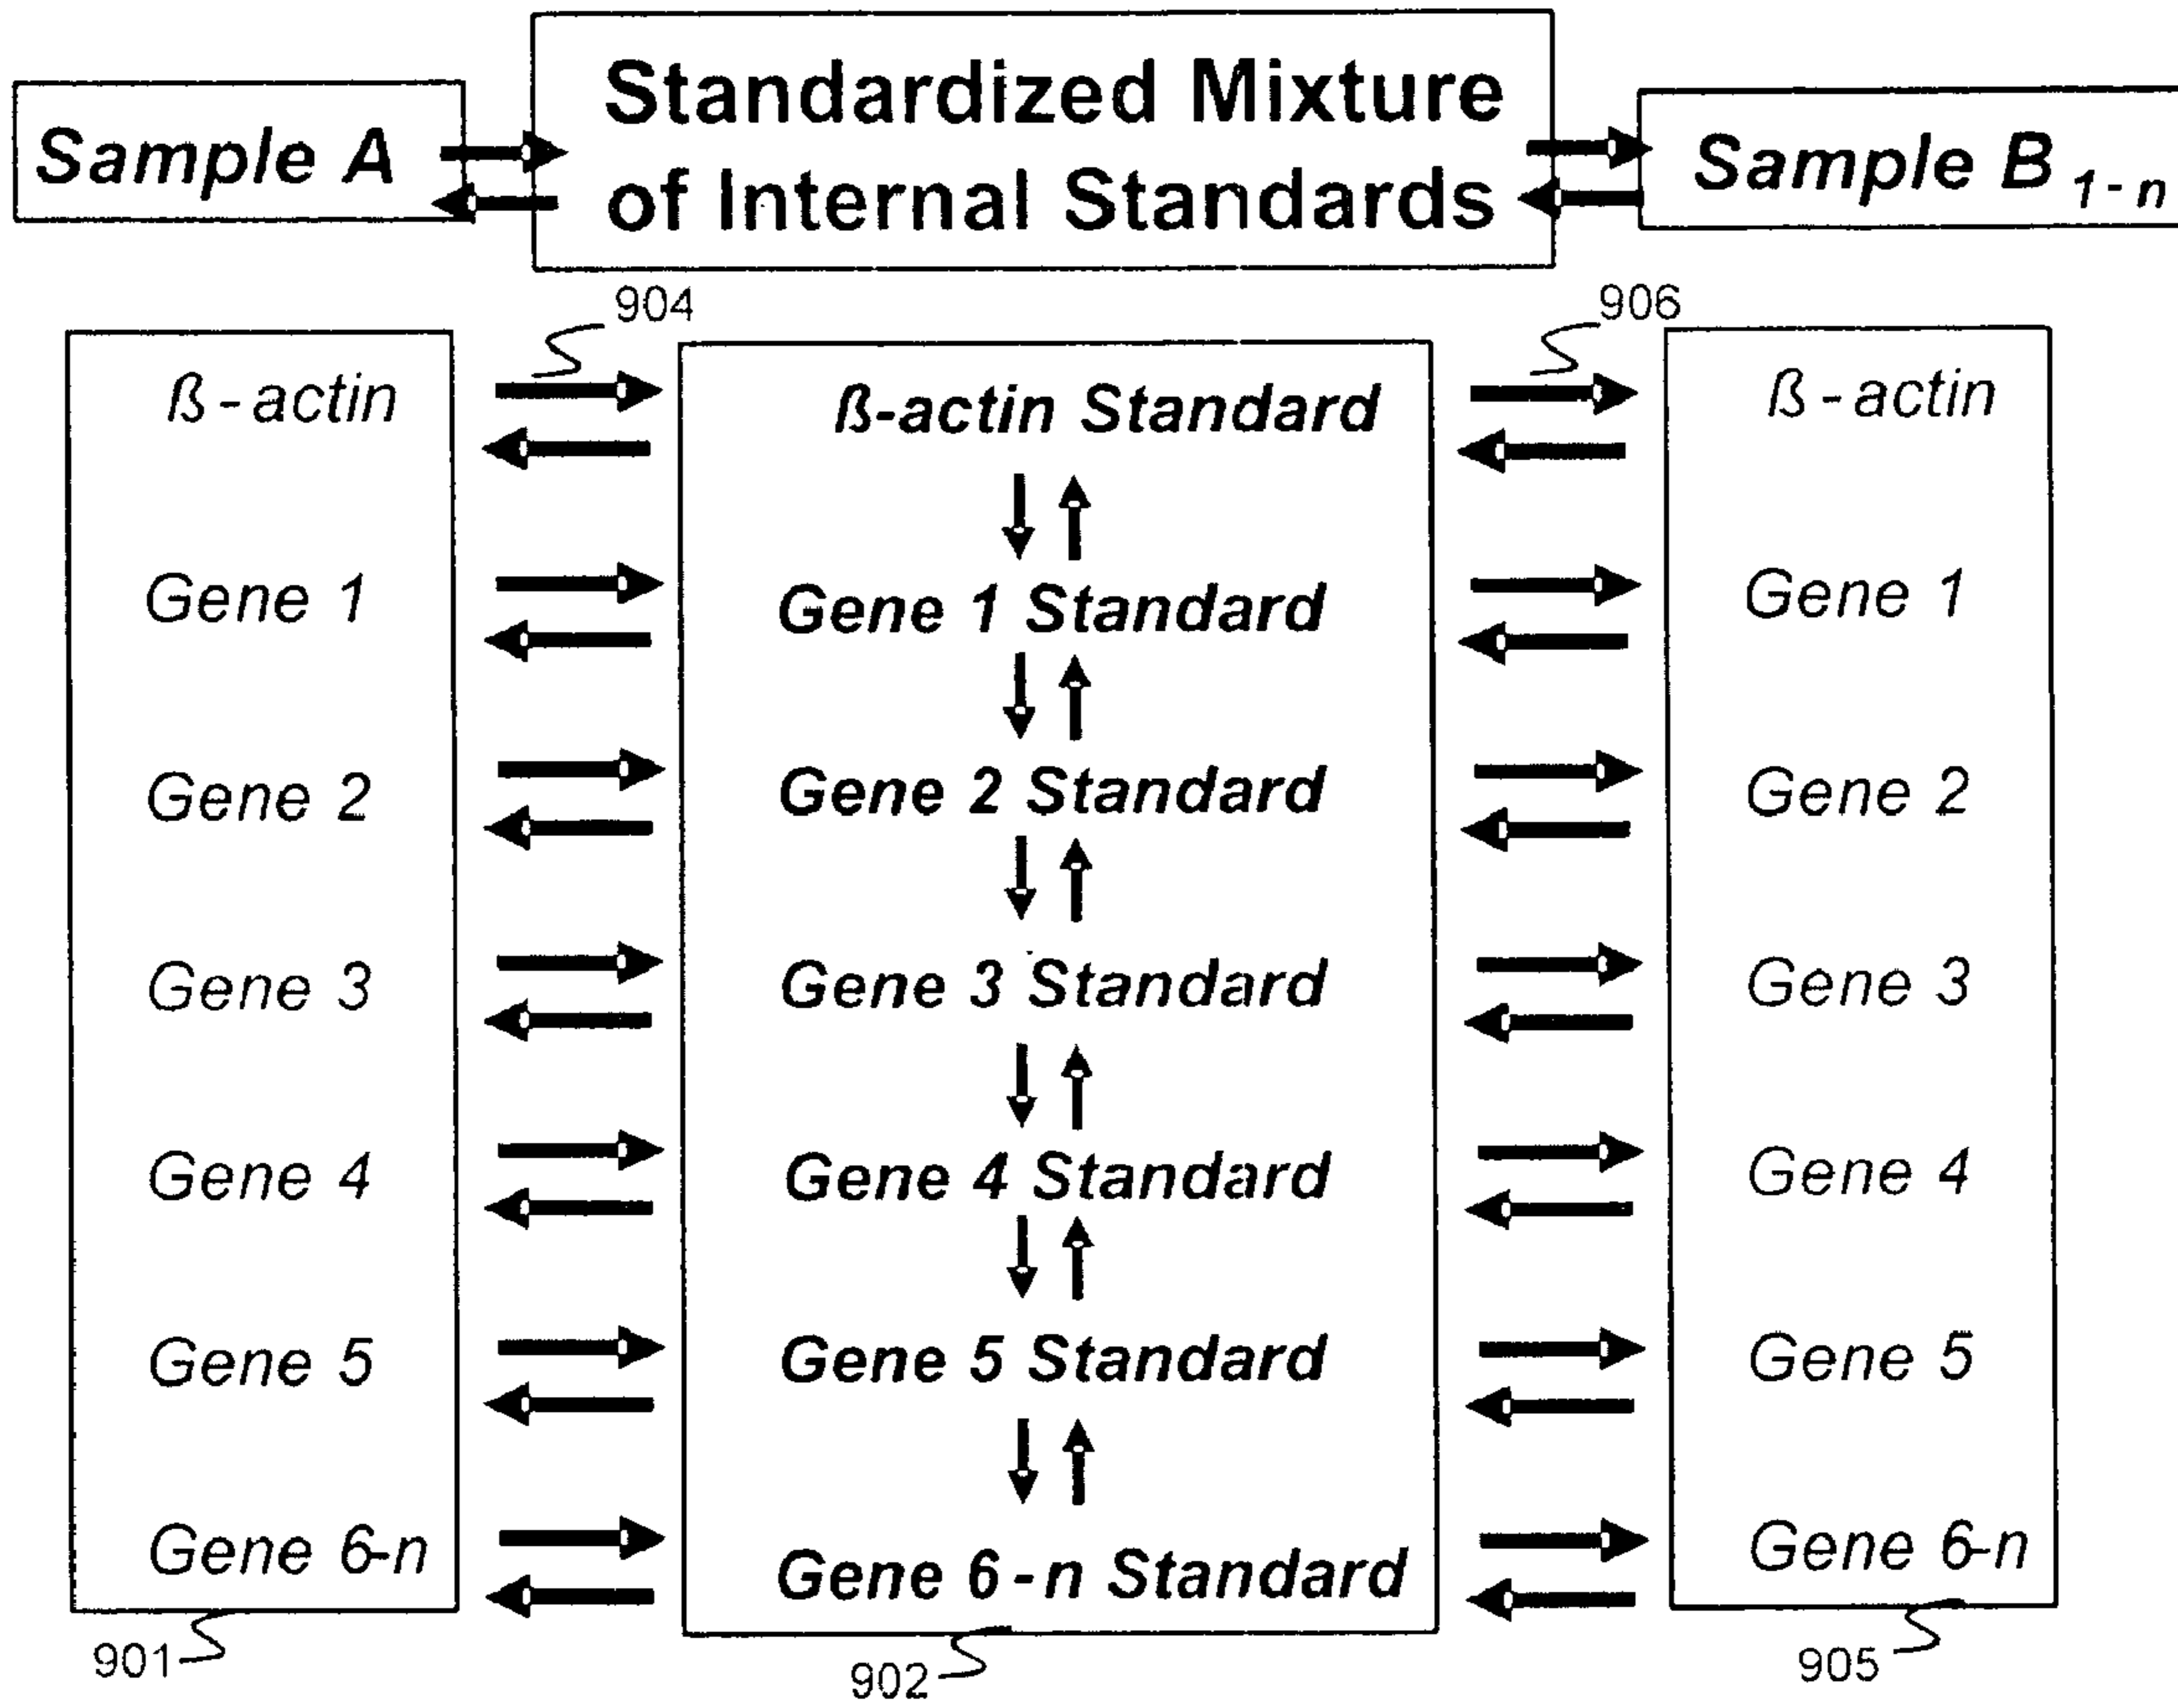 Sample A
Standardized Mixture
of Internal Standards
Sample B 1-n
904
906
ß-actin
ß-actin Standard
ß-actin
Gene 1
Gene 1 Standard
Gene 1
Gene 2
Gene 2 Standard
Gene 2
Gene 3
Gene 3 Standard
Gene 3
Gene 4
Gene 4 Standard
Gene 4
Gene 5
Gene 5 Standard
Gene 5
Gene 6-n
Gene 6-n Standard
Gene 6-n
901
902
905